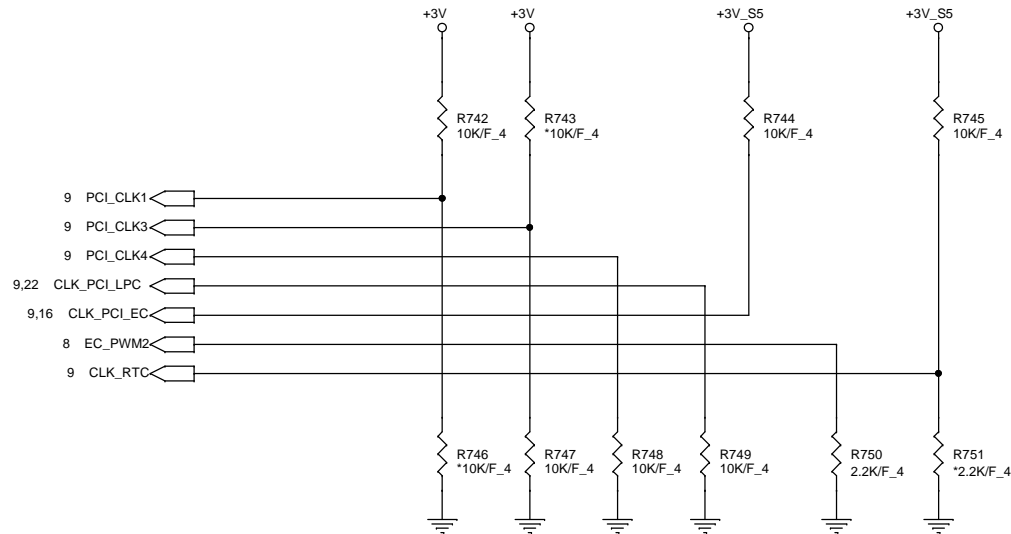 +3V +3V +3V_S5 +3V_S5
R742 R743 R744 R745
10K/F_4 *10K/F_4 10K/F_4 10K/F_4
9 PCI_CLK1
9 PCI_CLK3
9 PCI_CLK4
9,22 CLK_PCI_LPC
9,16 CLK_PCI_EC
8 EC_PWM2
9 CLK_RTC
R746 R747 R748 R749 R750 R751
*10K/F_4 10K/F_4 10K/F_4 10K/F_4 2.2K/F_4 *2.2K/F_4